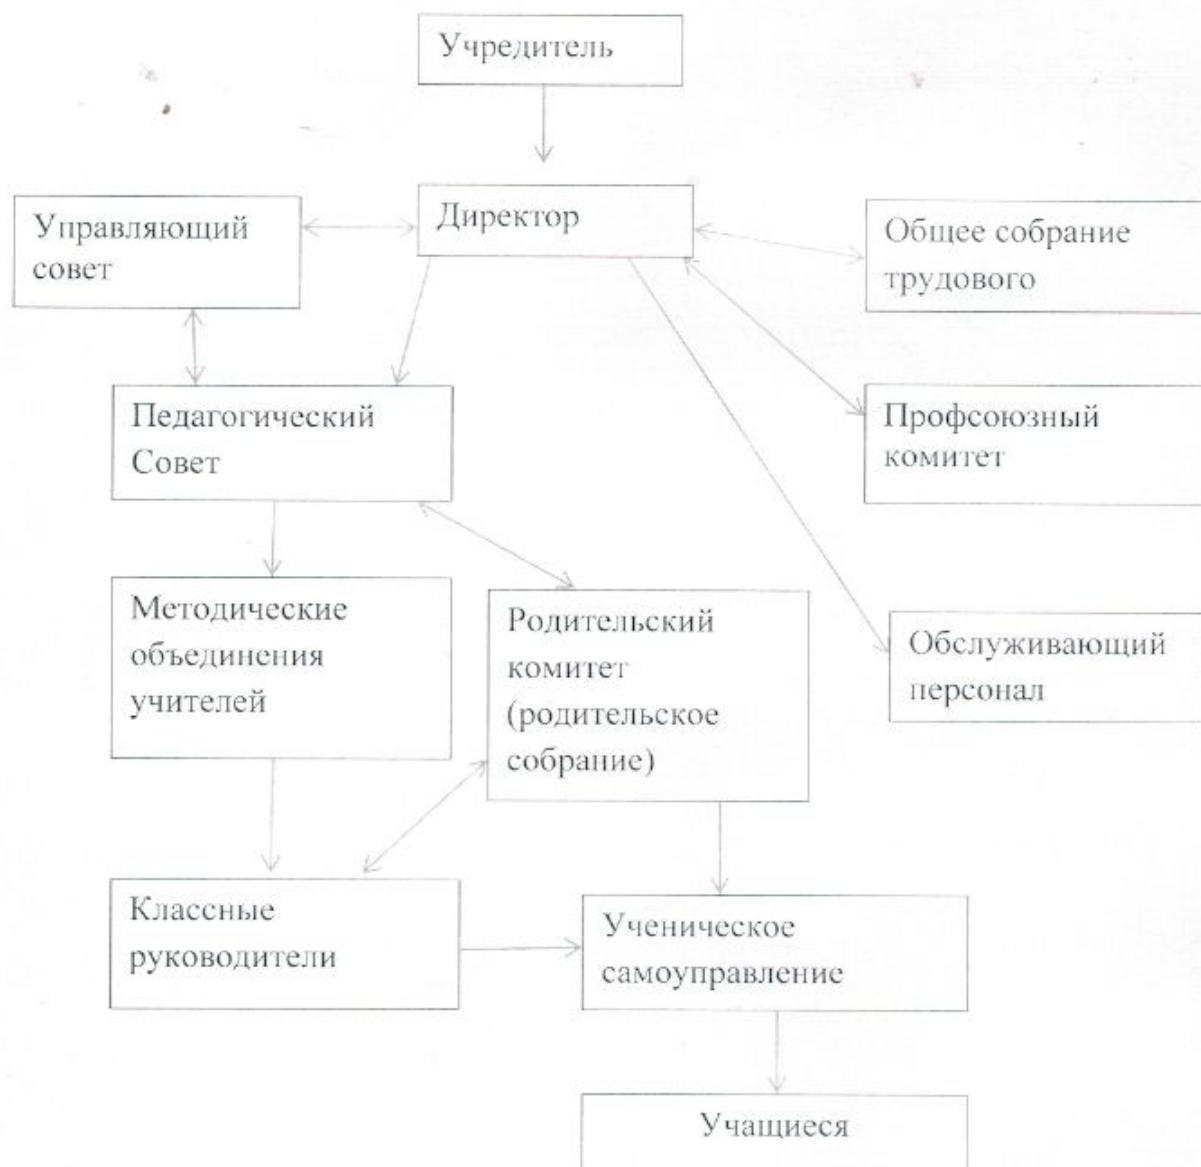 Учредитель
Директор
Управляющий
совет
Общее собрание
трудового
Педагогический
Совет
Профсоюзный
комитет
Методические
объединения
учителей
Родительский
комитет
(родительское
собрание)
Обслуживающий
персонал
Классные
руководители
Ученическое
самоуправление
Учащиеся